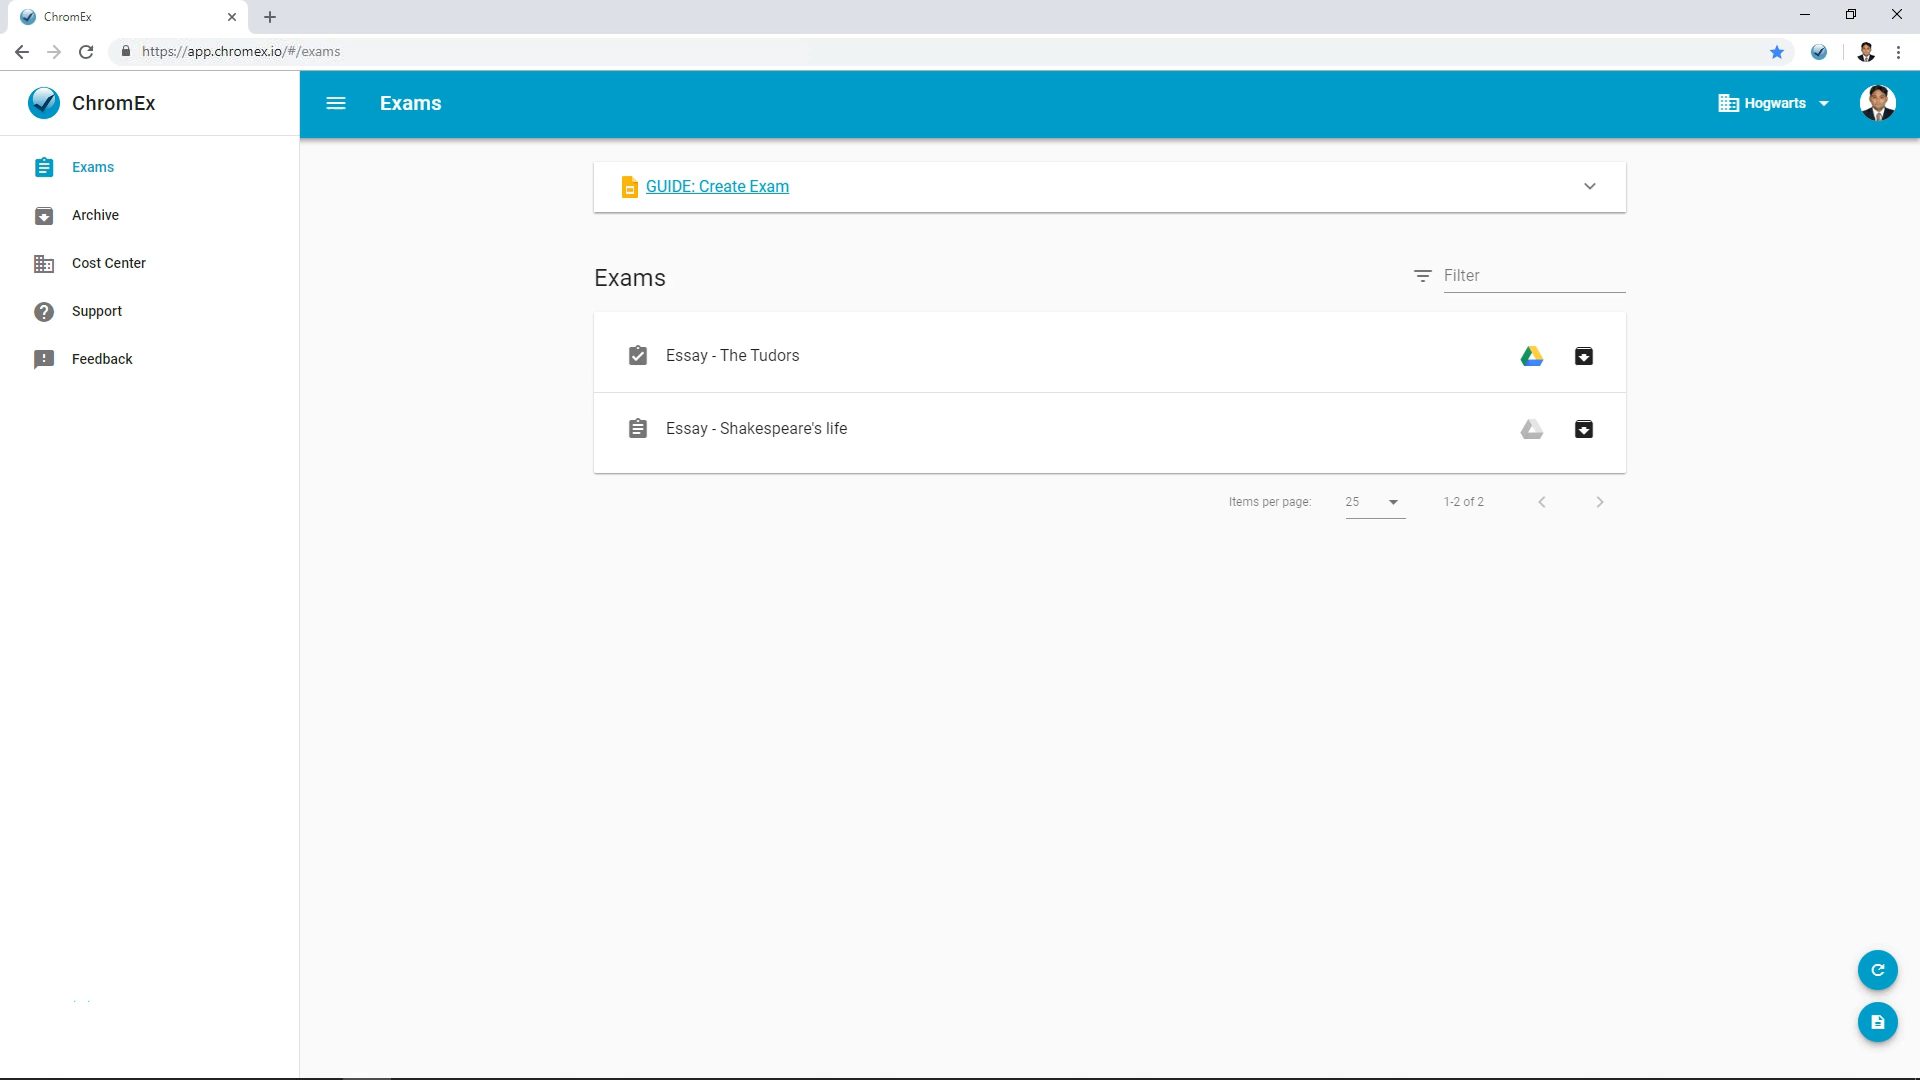 ChromEx
https://app.chromex.io/#/exams
ChromEx
Exams
Hogwarts
Exams
Archive
Cost Center
Support
Feedback
GUIDE: Create Exam
Exams
Filter
Essay - The Tudors
Essay - Shakespeare's life
Items per page: 25 1-2 of 2